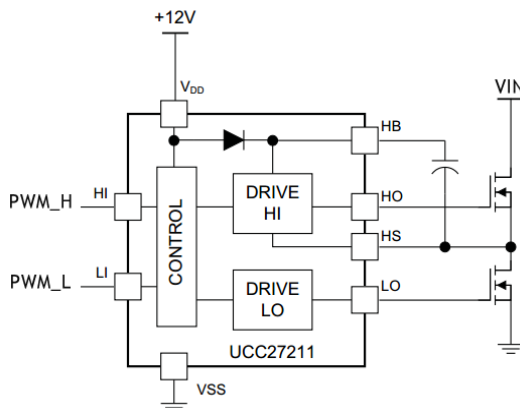 +12V
VDD
VIN
HB
PWM_H
HI
CONTROL
DRIVE
HI
HO
HS
PWM_L
LI
DRIVE
LO
LO
UCC27211
VSS